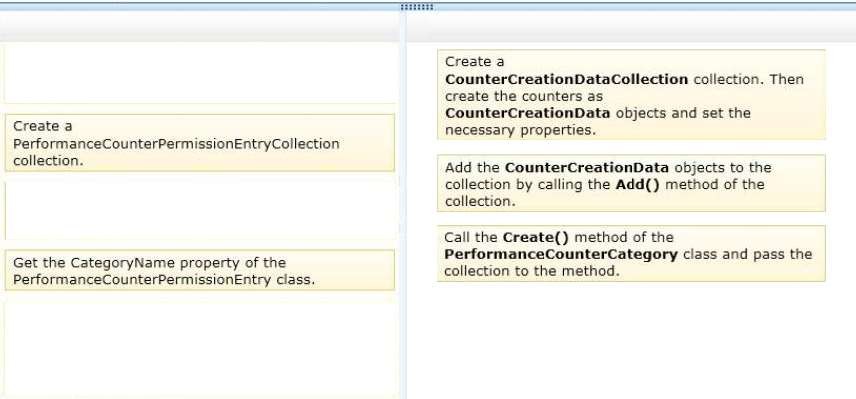 Create a
PerformanceCounterPermissionEntryCollection
collection.
Get the CategoryName property of the
PerformanceCounterPermissionEntry class.
Create a
CounterCreationDataCollection collection. Then
create the counters as
CounterCreationData objects and set the
necessary properties.
Add the CounterCreationData objects to the
collection by calling the Add() method of the
collection.
Call the Create() method of the
PerformanceCounterCategory class and pass the
collection to the method.